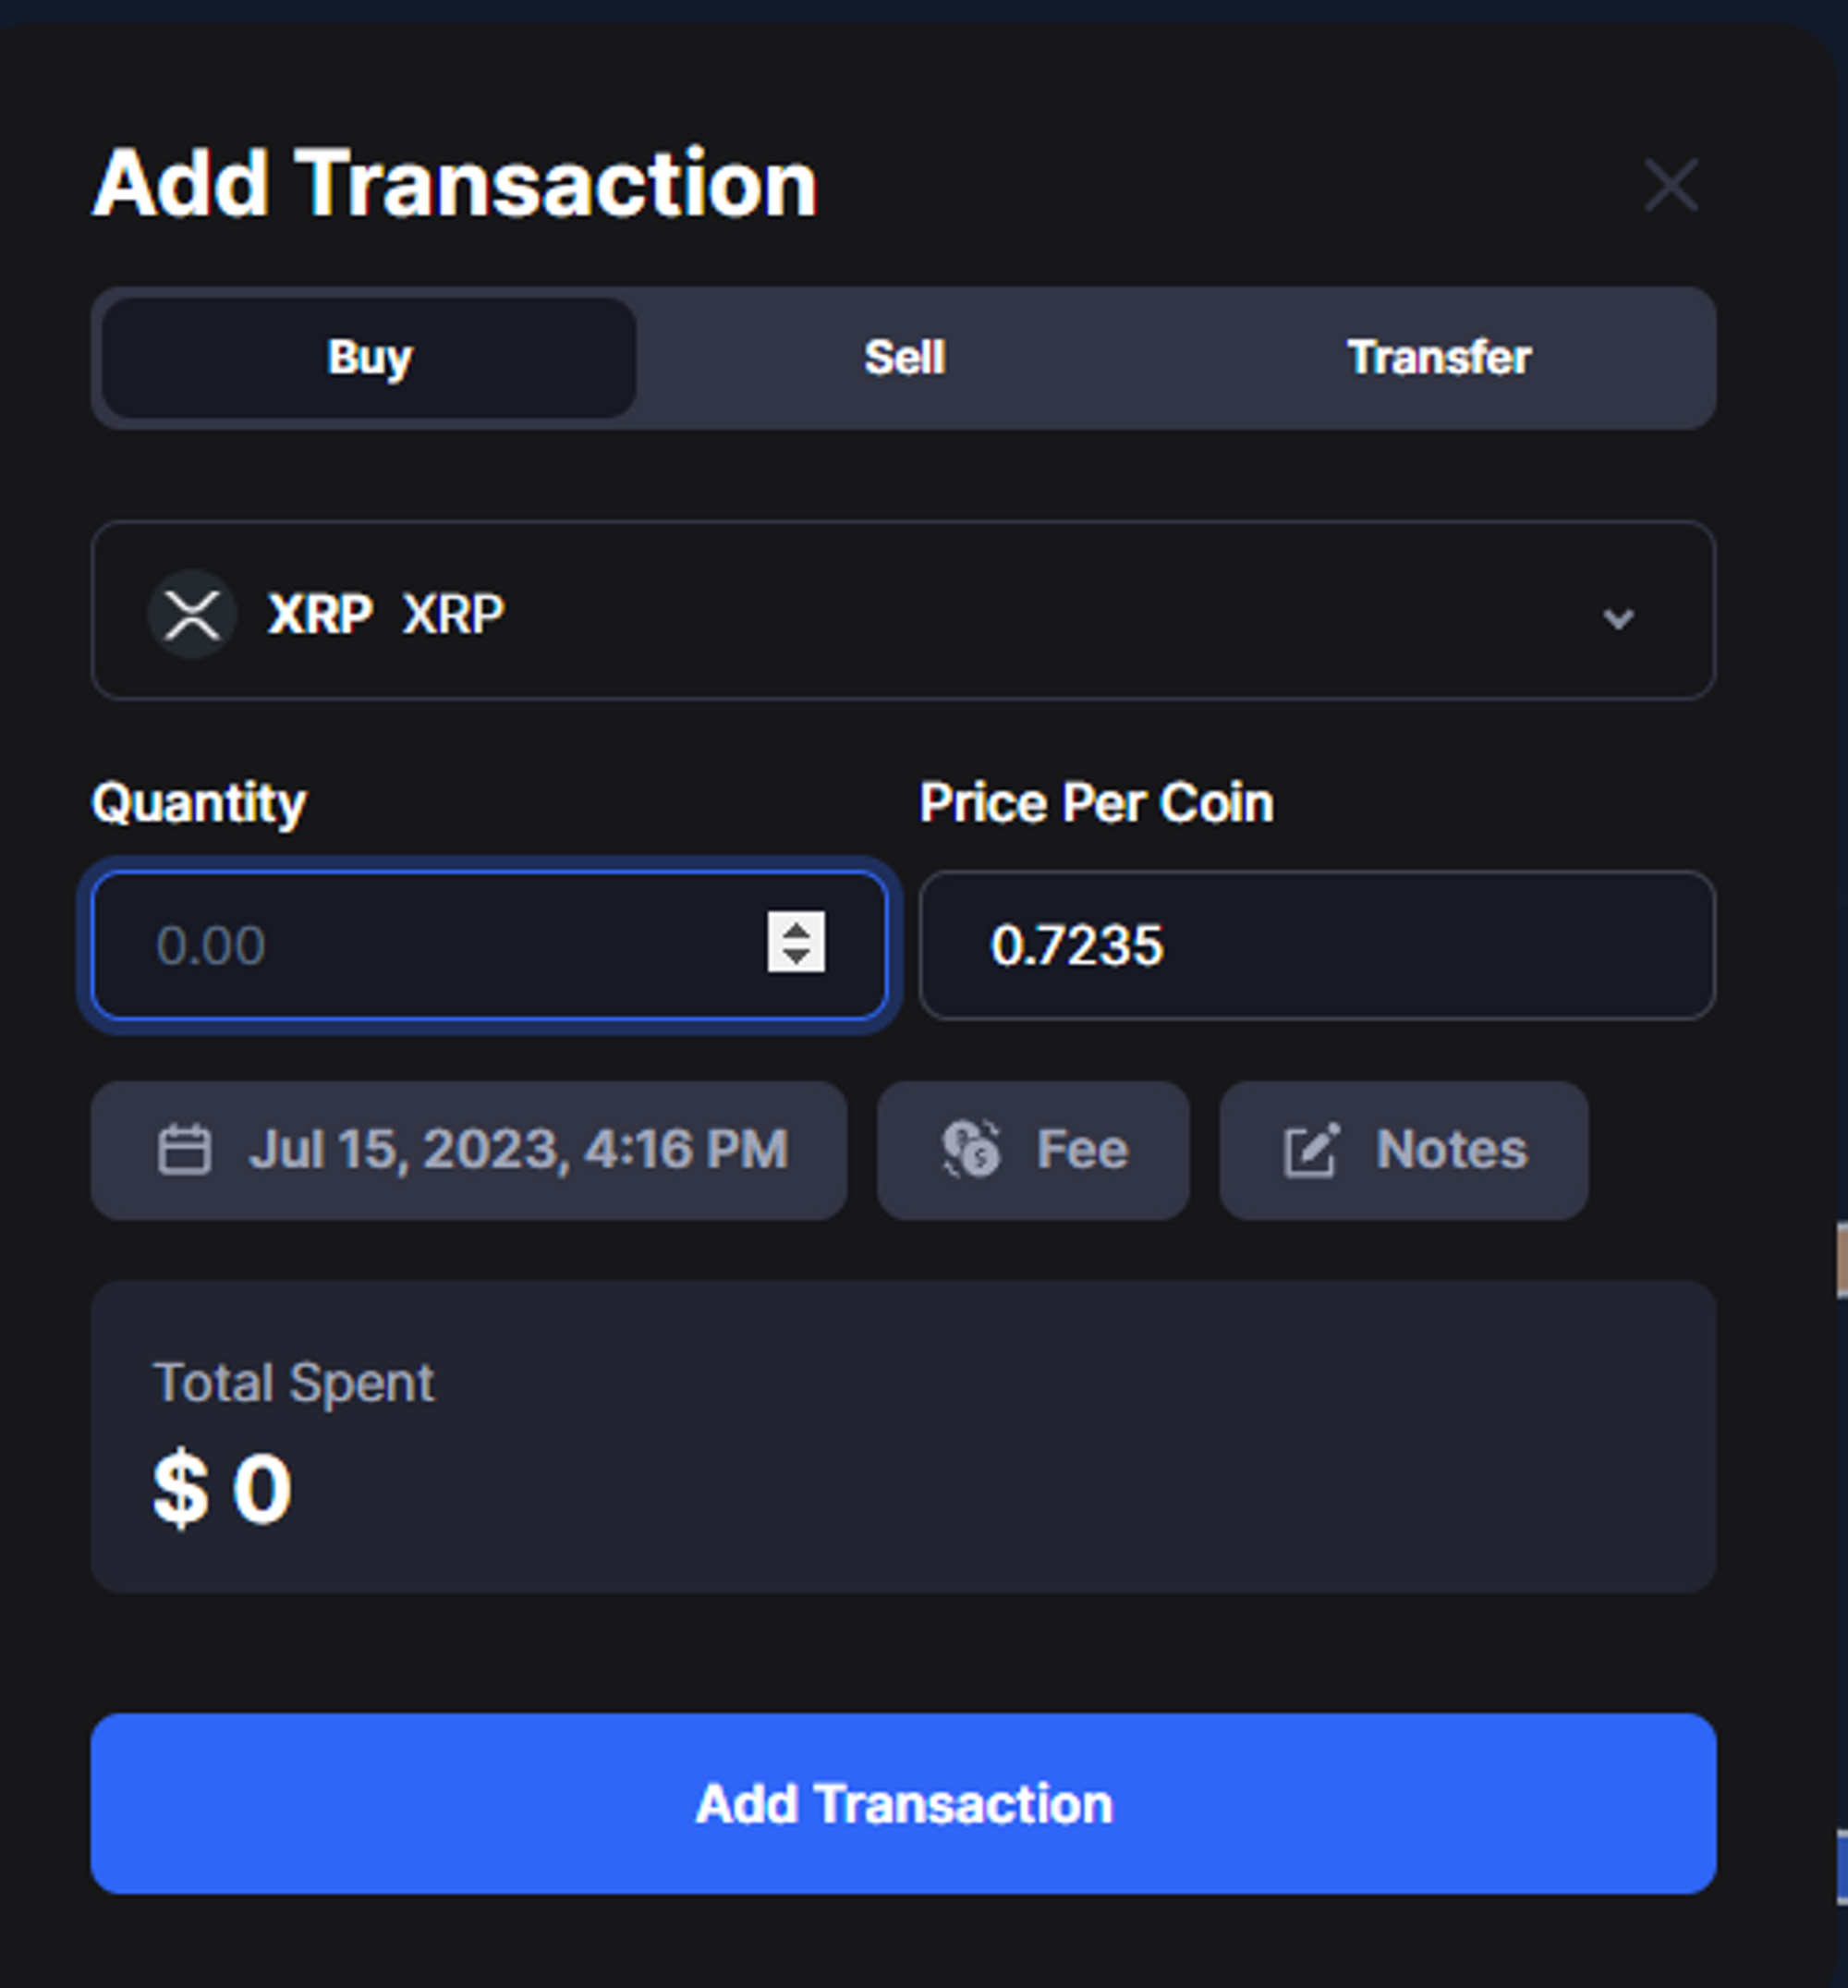 Add Transaction
Buy Sell Transfer
XRP XRP
Quantity Price Per Coin
0.00 0.7235
Jul 15, 2023, 4:16 PM Fee Notes
Total Spent
$ 0
Add Transaction